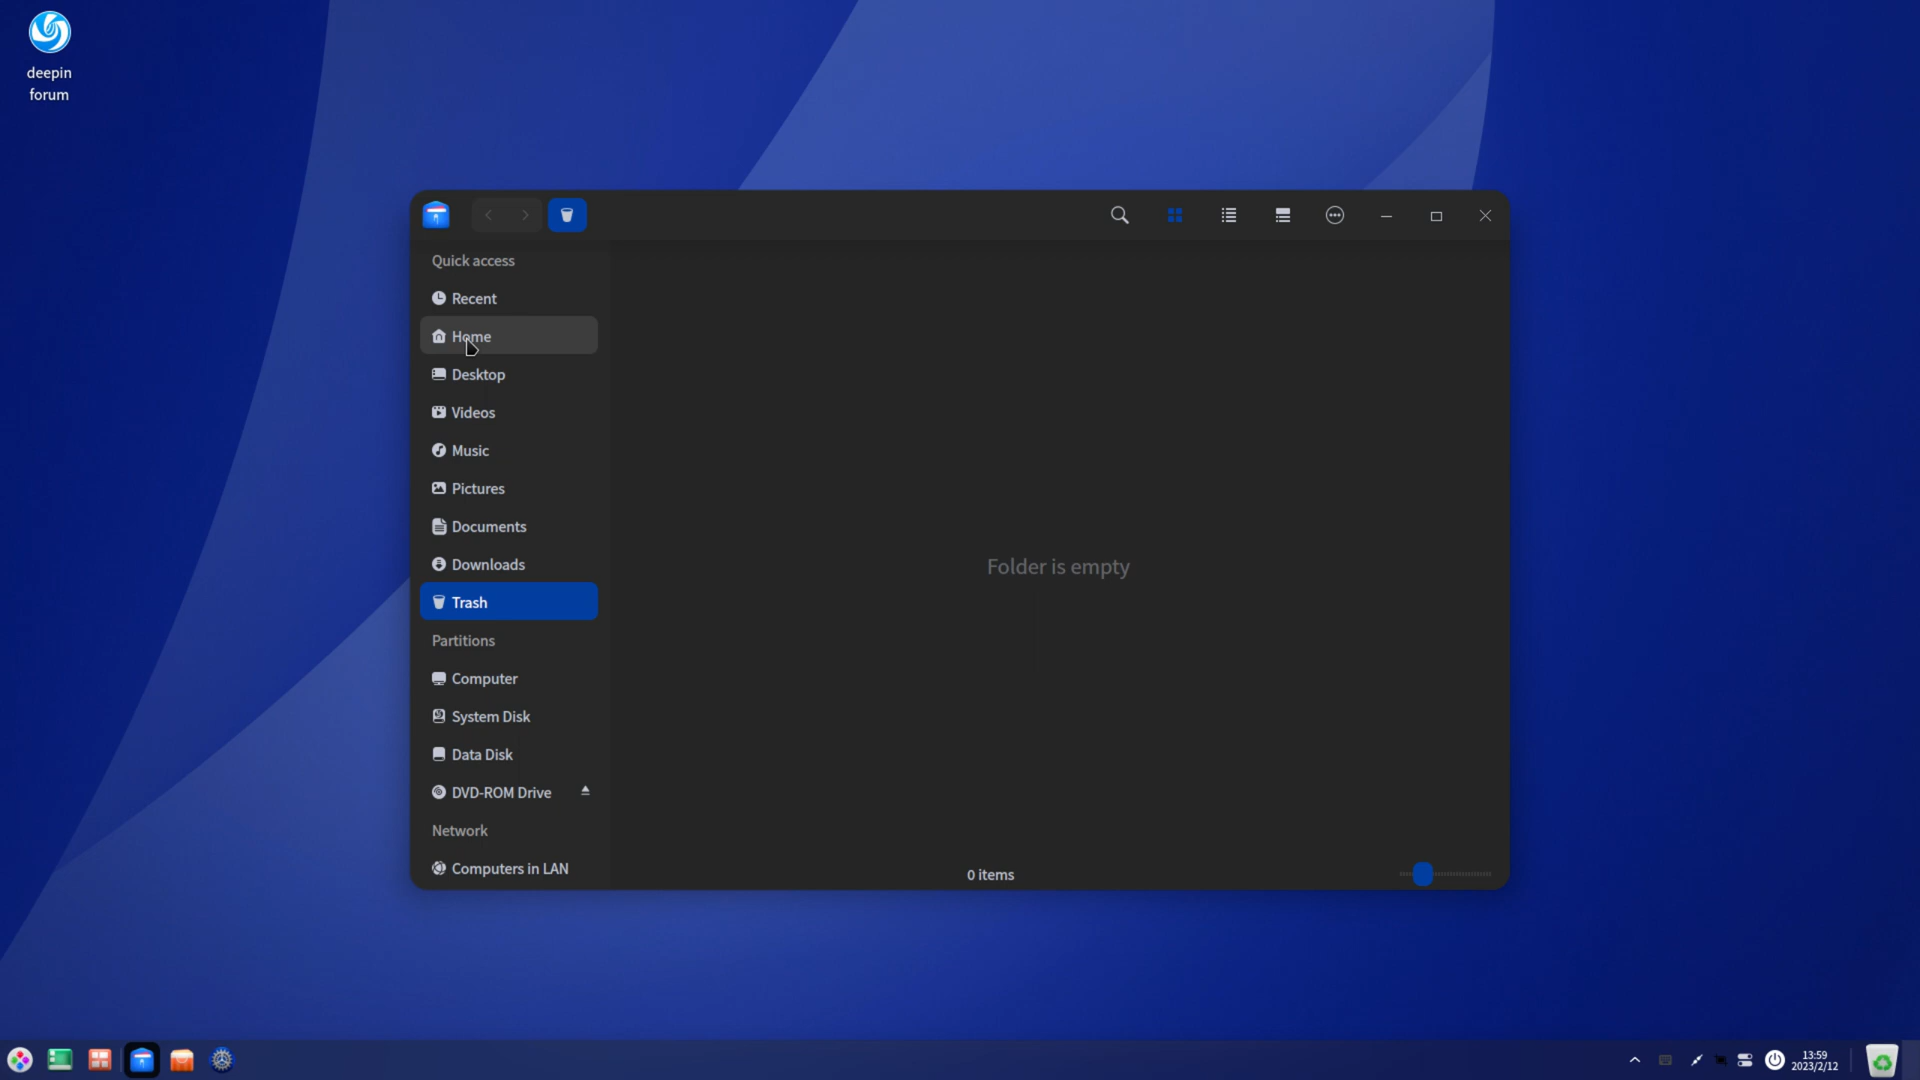 deepin
forum
Quick access
Recent
Home
Desktop
Videos
Music
Pictures
Documents
Downloads
Trash
Partitions
Computer
System Disk
Data Disk
DVD-ROM Drive
Network
Computers in LAN
Folder is empty
0 items
13:59
2023/2/12